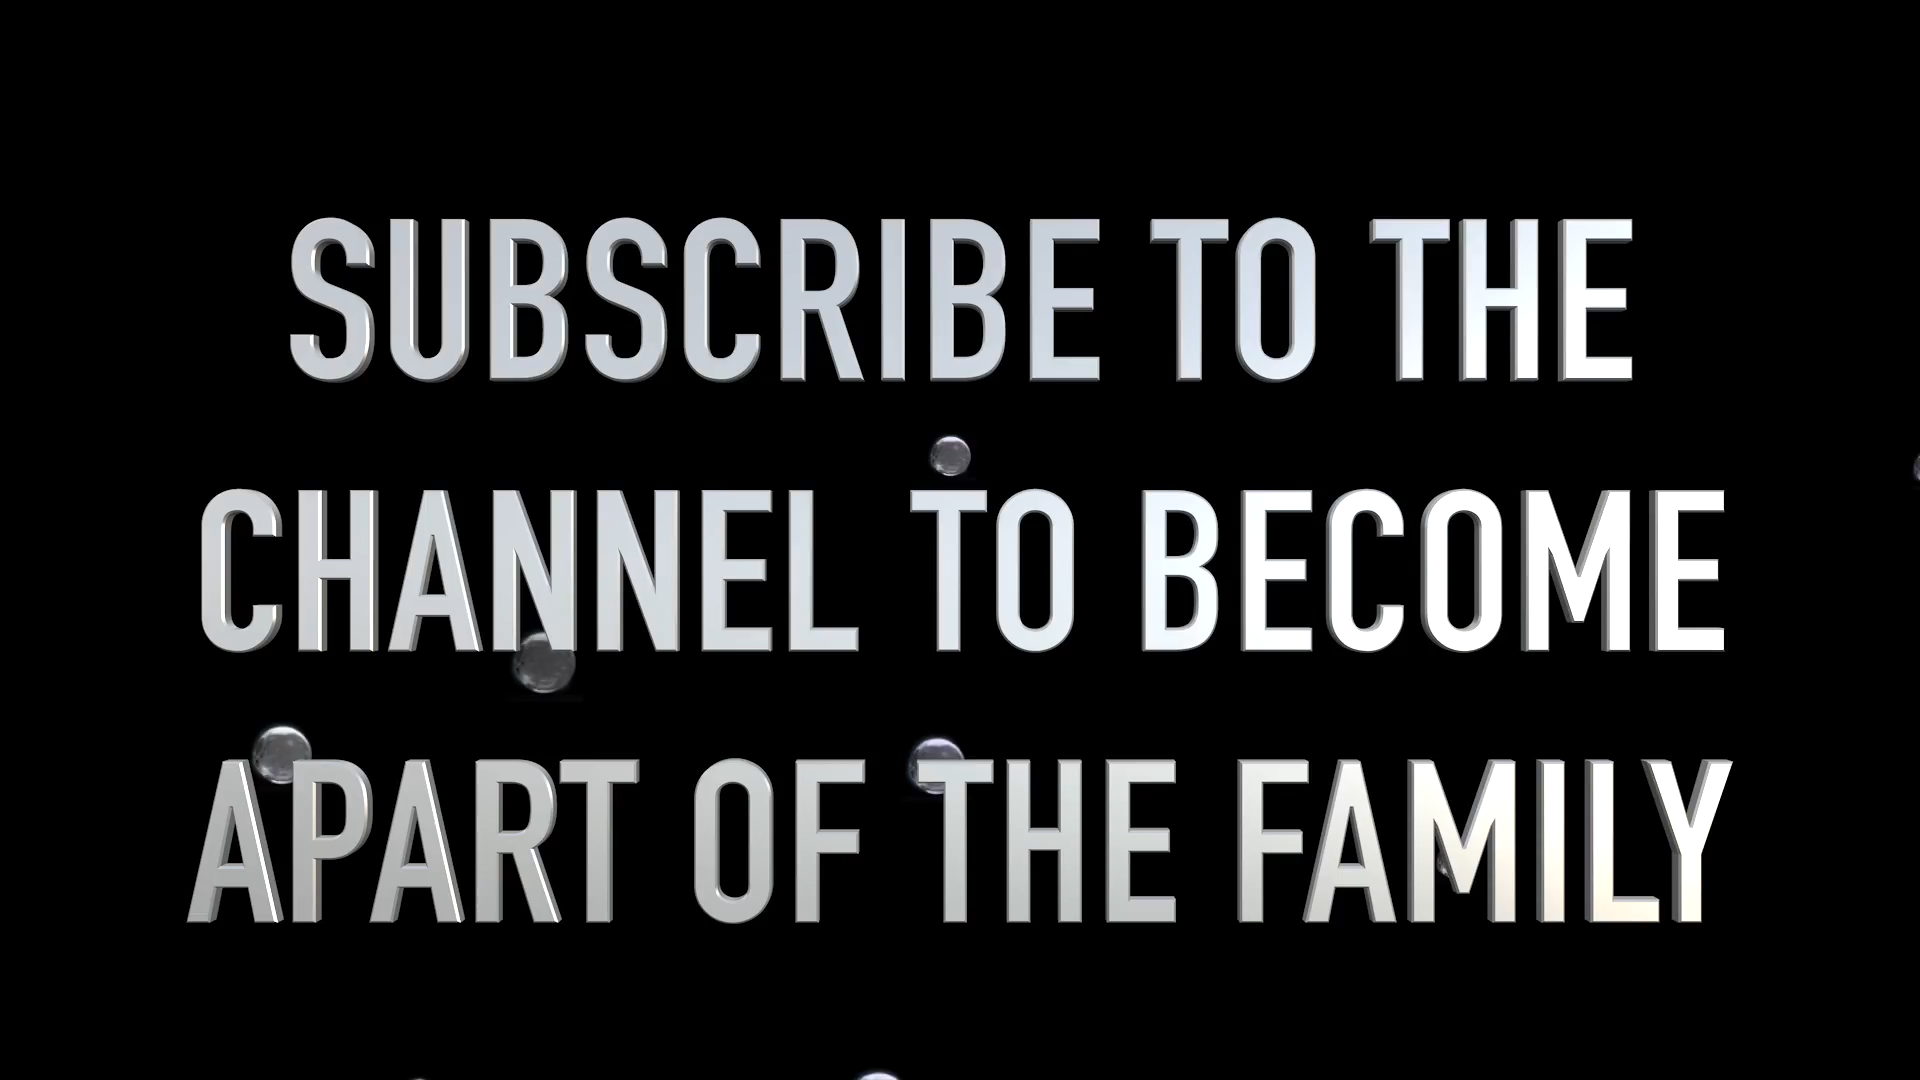 SUBSCRIBE TO THE
CHANNEL TO BECOME
APART OF THE FAMILY